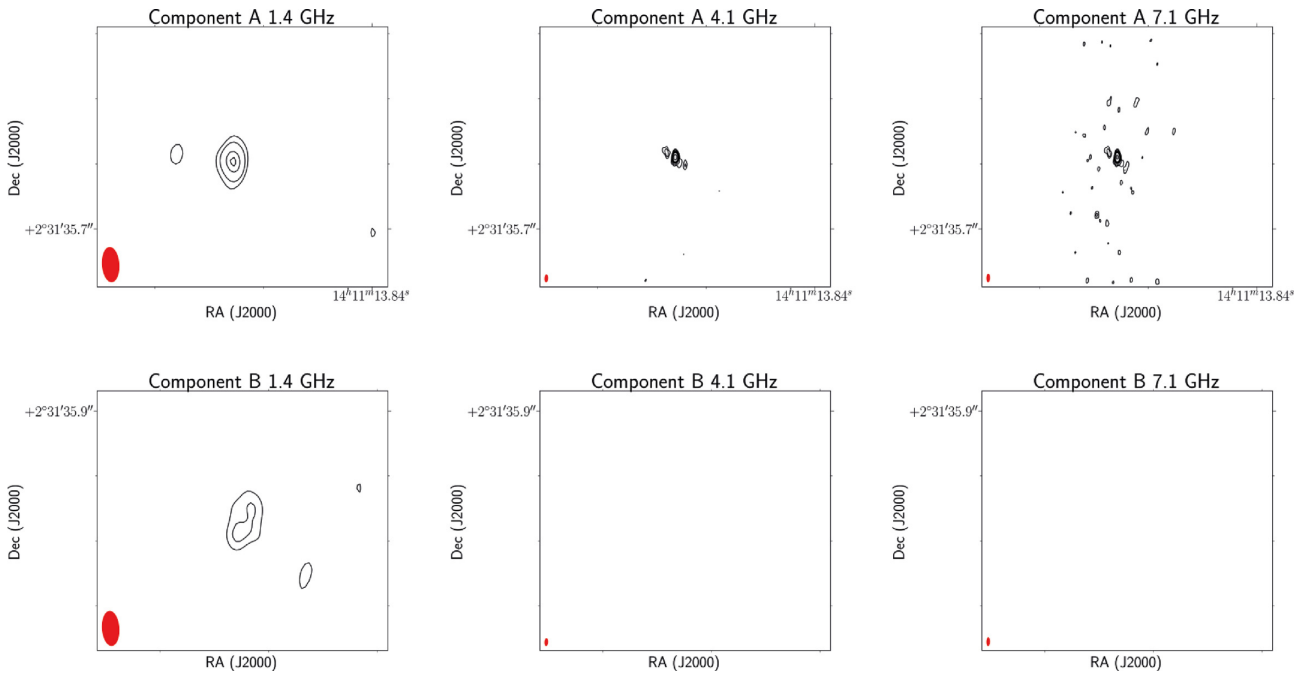 Component A 1.4 GHz
Component A 4.1 GHz
Component A 7.1 GHz
Dec (J2000)
Dec (J2000)
Dec (J2000)
+2°31′35.7″
+2°31′35.7″
+2°31′35.7″
14ʰ11ᵐ13.84ˢ
14ʰ11ᵐ13.84ˢ
14ʰ11ᵐ13.84ˢ
RA (J2000)
RA (J2000)
RA (J2000)
Component B 1.4 GHz
Component B 4.1 GHz
Component B 7.1 GHz
+2°31′35.9″
+2°31′35.9″
+2°31′35.9″
Dec (J2000)
Dec (J2000)
Dec (J2000)
RA (J2000)
RA (J2000)
RA (J2000)